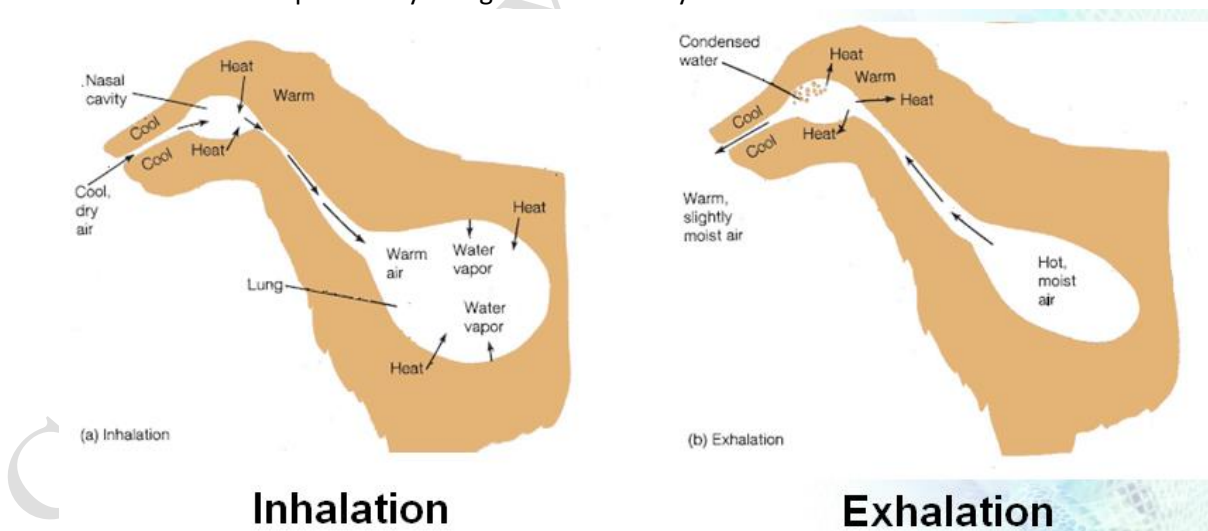 Nasal
cavity
Heat
Warm
Cool
Cool
Heat
Cool,
dry
air
Heat
Warm
air
Water
vapor
Lung
Water
vapor
Heat
(a) Inhalation
Inhalation
Condensed
water
Heat
Warm
Heat
Cool
Cool
Heat
Warm,
slightly
moist air
Hot,
moist
air
(b) Exhalation
Exhalation